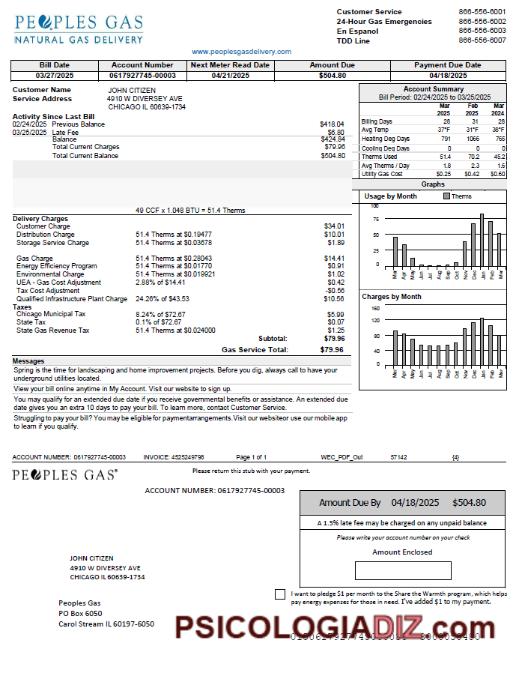 PEOPLES GAS
NATURAL GAS DELIVERY
Customer Service 866-556-6001
24-Hour Gas Emergencies 866-556-6002
En Espanol 866-556-6003
TDD Line 866-556-6007
www.peoplesgasdelivery.com
Bill Date Account Number Next Meter Read Date Amount Due Payment Due Date
03/27/2025 0617927745-00003 04/21/2025 $504.80 04/18/2025
Customer Name JOHN CITIZEN
Service Address 4910 W DIVERSEY AVE
CHICAGO IL 60639-1734
Activity Since Last Bill
02/24/2025 Previous Balance $418.04
03/26/2025 Late Fee $6.80
Balance $424.84
Total Current Charges $79.96
Total Current Balance $504.80
Account Summary
Bill Period: 02/24/2025 to 03/25/2025
Mar 2025 Feb 2025 Mar 2024
Billing Days 28 31 28
Avg Temp 37°F 31°F 38°F
Heating Deg Days 791 1066 766
Cooling Deg Days 0 0 0
Therms Used 51.4 70.2 45.2
Avg Therms / Day 1.8 2.3 1.6
Utility Gas Cost $0.25 $0.42 $0.50
Graphs
Usage by Month Therms
100
75
50
25
0
Mar Apr May Jun Jul Aug Sep Oct Nov Dec Jan Feb Mar
Charges by Month
160
120
80
40
0
Mar Apr May Jun Jul Aug Sep Oct Nov Dec Jan Feb Mar
49 CCF x 1.048 BTU = 51.4 Therms
Delivery Charges
Customer Charge $34.01
Distribution Charge 51.4 Therms at $0.19477 $10.01
Storage Service Charge 51.4 Therms at $0.03678 $1.89
Gas Charge 51.4 Therms at $0.28043 $14.41
Energy Efficiency Program 51.4 Therms at $0.01770 $0.91
Environmental Charge 51.4 Therms at $0.01992 $1.02
UEA - Gas Cost Adjustment 2.88% of $14.41 $0.42
Tax Cost Adjustment -$0.56
Qualified Infrastructure Plant Charge 24.26% of $43.53 $10.56
Taxes
Chicago Municipal Tax 8.24% of $72.67 $5.99
State Tax 0.1% of $72.67 $0.07
State Gas Revenue Tax 51.4 Therms at $0.024000 $1.25
Subtotal: $79.96
Gas Service Total: $79.96
Messages
Spring is the time for landscaping and home improvement projects. Before you dig, always call to have your
underground utilities located.
View your bill online anytime in My Account. Visit our website to sign up.
You may qualify for an extended due date if you receive governmental benefits or assistance. An extended due
date gives you an extra 10 days to pay your bill. To learn more, contact Customer Service.
Struggling to pay your bill? You may be eligible for paymentarrangements.Visit our websiteor use our mobile app
to learn if you qualify.
ACCOUNT NUMBER: 0617927745-00003 INVOICE: 4525249796 Page 1 of 1 WEC_PDF_Out 57142 (4)
PEOPLES GAS®
Please return this stub with your payment.
ACCOUNT NUMBER: 0617927745-00003
Amount Due By 04/18/2025 $504.80
A 1.5% late fee may be charged on any unpaid balance
Please write your account number on your check
Amount Enclosed
JOHN CITIZEN
4910 W DIVERSEY AVE
CHICAGO IL 60639-1734
I want to pledge $1 per month to the Share the Warmth program, which helps
pay energy expenses for those in need. I've added $1 to my payment.
Peoples Gas
PO Box 6050
Carol Stream IL 60197-6050
PSICOLOGIADIZ.com